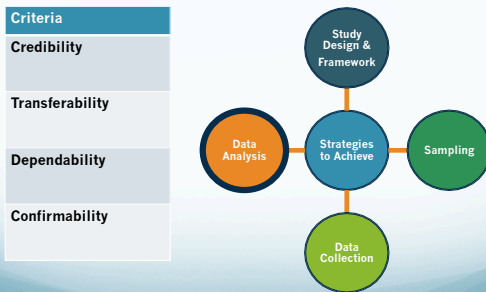 Criteria
Credibility
Transferability
Dependability
Confirmability
Study
Design &
Framework
Data
Analysis
Strategies
to Achieve
Sampling
Data
Collection